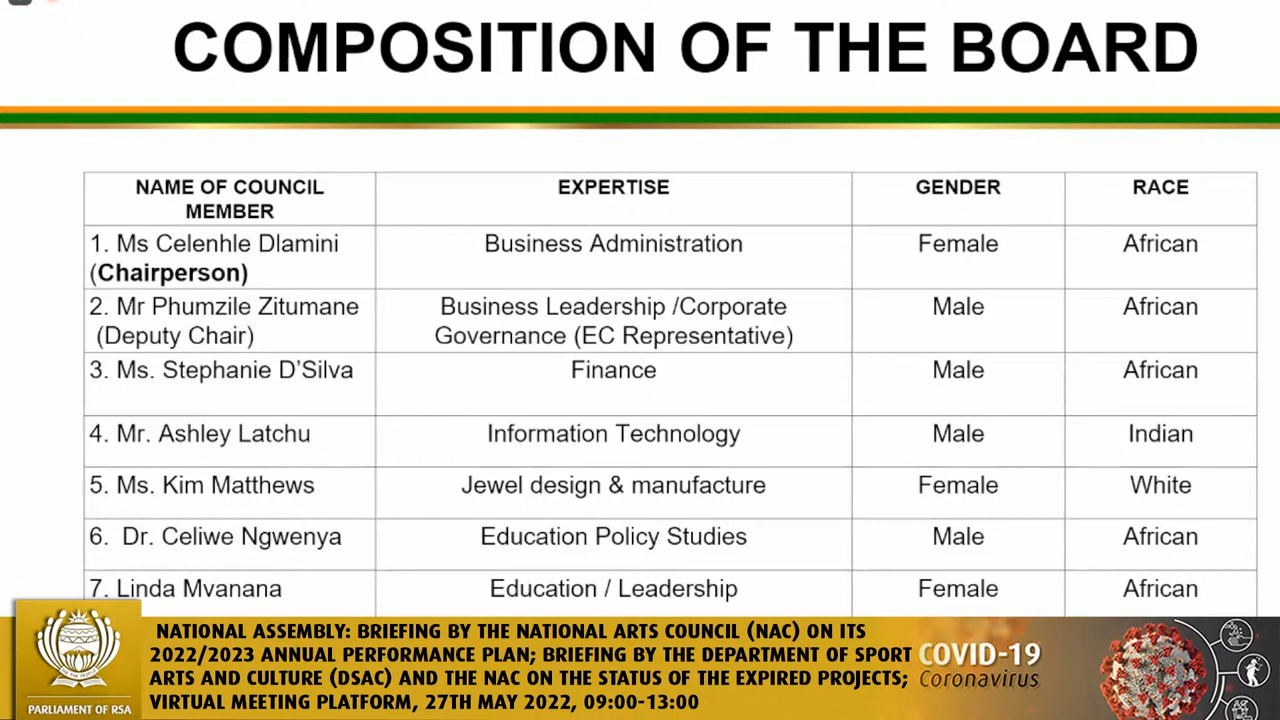 COMPOSITION OF THE BOARD
NAME OF COUNCIL MEMBER EXPERTISE GENDER RACE
1. Ms Celenhle Dlamini Business Administration Female African
(Chairperson)
2. Mr Phumzile Zitumane Business Leadership /Corporate Male African
(Deputy Chair) Governance (EC Representative)
3. Ms. Stephanie D'Silva Finance Male African
4. Mr. Ashley Latchu Information Technology Male Indian
5. Ms. Kim Matthews Jewel design & manufacture Female White
6. Dr. Celiwe Ngwenya Education Policy Studies Male African
7. Linda Mvanana Education / Leadership Female African
NATIONAL ASSEMBLY: BRIEFING BY THE NATIONAL ARTS COUNCIL (NAC) ON ITS
2022/2023 ANNUAL PERFORMANCE PLAN; BRIEFING BY THE DEPARTMENT OF SPORT
ARTS AND CULTURE (DSAC) AND THE NAC ON THE STATUS OF THE EXPIRED PROJECTS;
VIRTUAL MEETING PLATFORM, 27TH MAY 2022, 09:00-13:00
PARLIAMENT OF RSA
COVID-19
Coronavirus